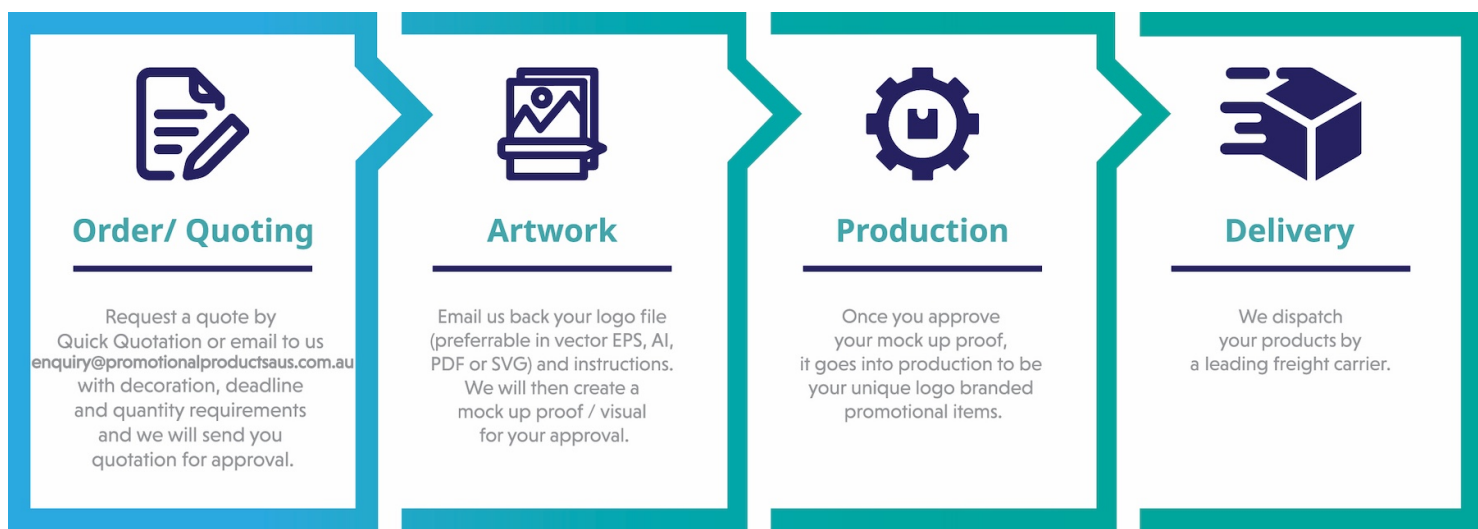 Order/ Quoting
Request a quote by
Quick Quotation or email to us
enquiry@promotionalproductsaus.com.au
with decoration, deadline
and quantity requirements
and we will send you
quotation for approval.
Artwork
Email us back your logo file
(preferrable in vector EPS, AI,
PDF or SVG) and instructions.
We will then create a
mock up proof / visual
for your approval.
Production
Once you approve
your mock up proof,
it goes into production to be
your unique logo branded
promotional items.
Delivery
We dispatch
your products by
a leading freight carrier.